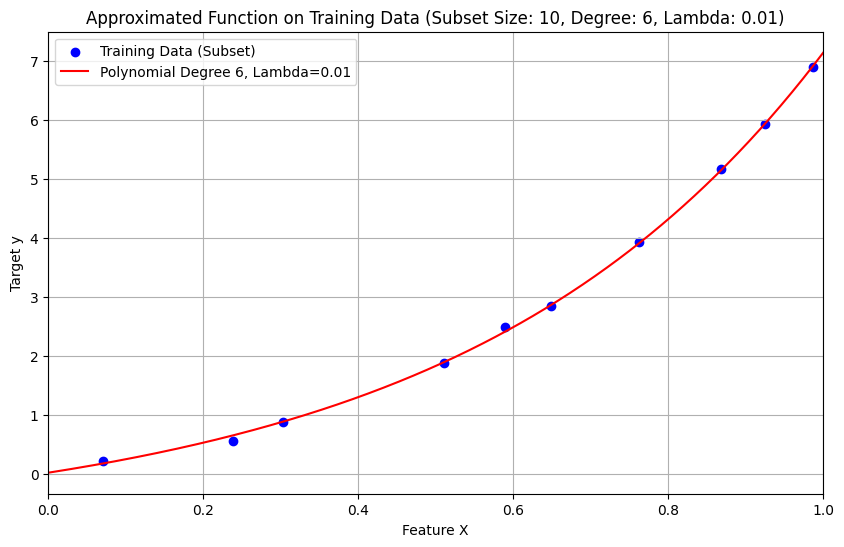 Approximated Function on Training Data (Subset Size: 10, Degree: 6, Lambda: 0.01)
Training Data (Subset)
Polynomial Degree 6, Lambda=0.01
7
6
5
4
3
2
1
0
Target y
0.0 0.2 0.4 0.6 0.8 1.0
Feature X